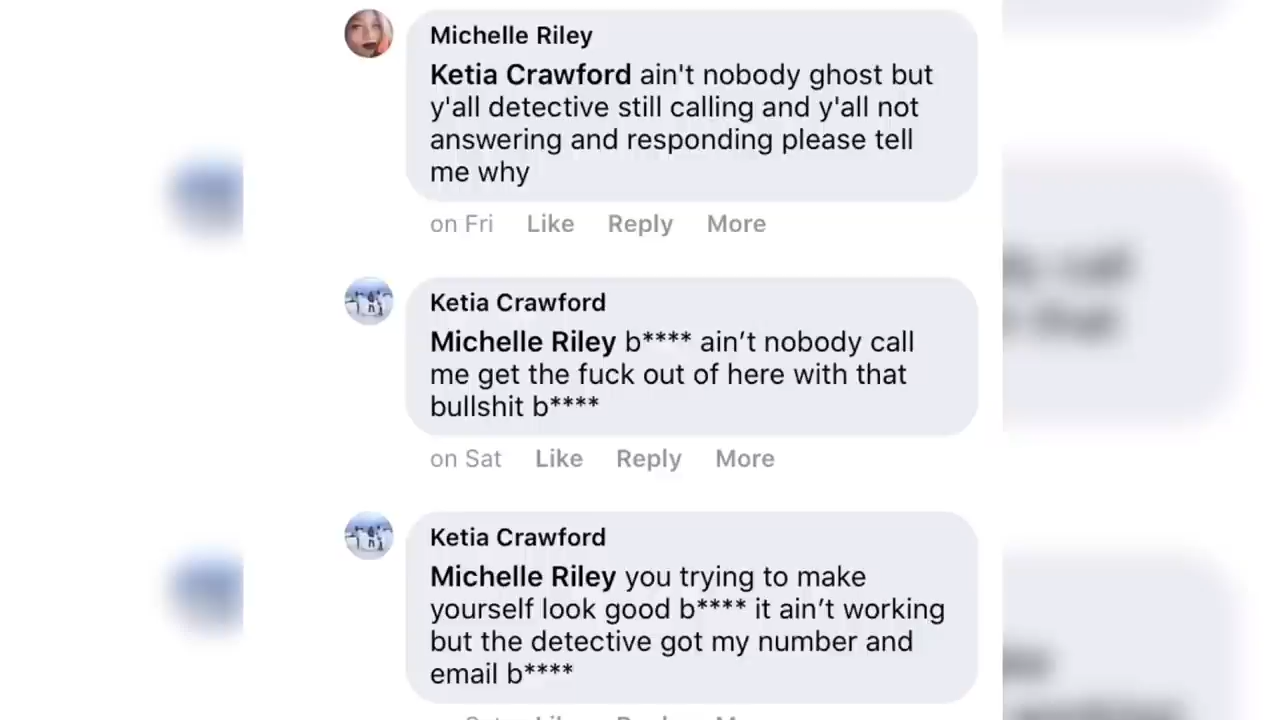 Michelle Riley
Ketia Crawford ain't nobody ghost but
y'all detective still calling and y'all not
answering and responding please tell
me why
on Fri Like Reply More
Ketia Crawford
Michelle Riley b**** ain’t nobody call
me get the fuck out of here with that
bullshit b****
on Sat Like Reply More
Ketia Crawford
Michelle Riley you trying to make
yourself look good b**** it ain’t working
but the detective got my number and
email b****